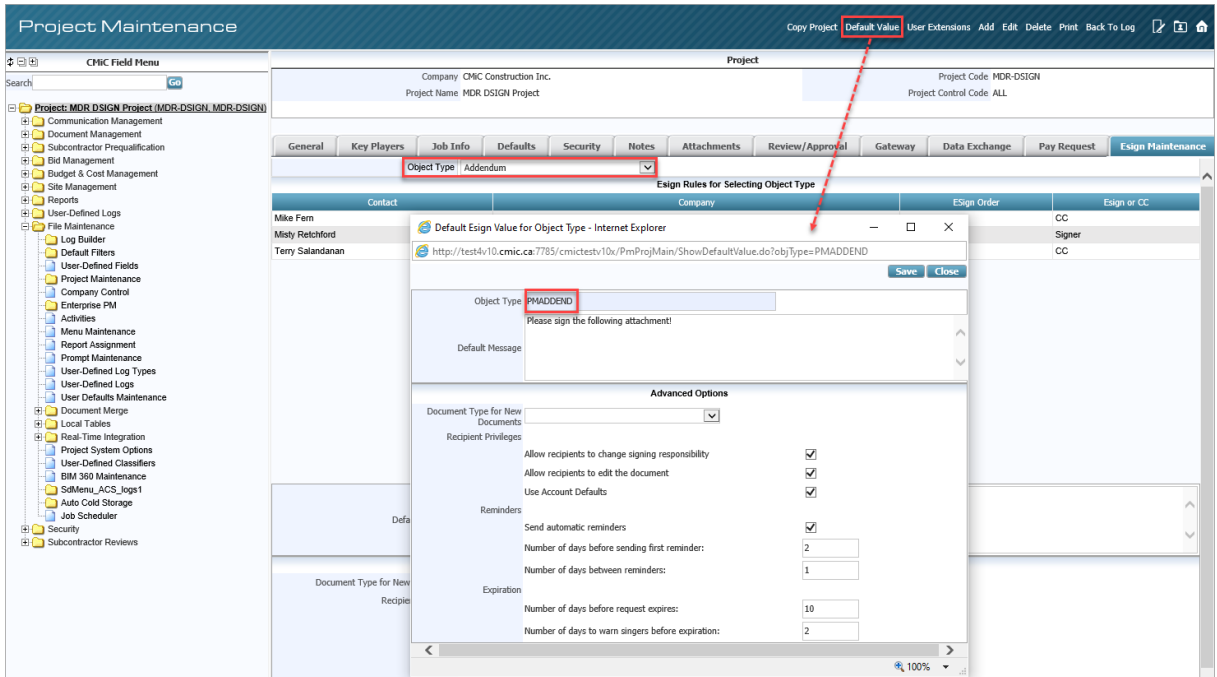 Project Maintenance
Copy Project Default Value User Extensions Add Edit Delete Print Back To Log
CMiC Field Menu
Search Go
Project: MDR DSIGN Project (MDR-DSIGN, MDR-DSIGN)
Communication Management
Document Management
Subcontractor Prequalification
Bid Management
Budget & Cost Management
Site Management
Reports
User-Defined Logs
File Maintenance
Log Builder
Default Filters
User-Defined Fields
Project Maintenance
Company Control
Enterprise PM
Activities
Menu Maintenance
Report Assignment
Prompt Maintenance
User-Defined Log Types
User-Defined Logs
User Defaults Maintenance
Document Merge
Local Tables
Real-Time Integration
Project System Options
User-Defined Classifiers
BIM 360 Maintenance
SdMenu_ACS_logs1
Auto Cold Storage
Job Scheduler
Security
Subcontractor Reviews
Project
Company CMiC Construction Inc. Project Code MDR-DSIGN
Project Name MDR DSIGN Project Project Control Code ALL
General Key Players Job Info Defaults Security Notes Attachments Review/Approval Gateway Data Exchange Pay Request Esign Maintenance
Object Type Addendum
Esign Rules for Selecting Object Type
Contact Company ESign Order Esign or CC
Mike Fern CC
Misty Retchford Signer
Terry Salandanan CC
Defa
Document Type for New
Recipie
Default Esign Value for Object Type - Internet Explorer
http://test4v10.cmic.ca:7785/cmictestv10x/PmProjMain/ShowDefaultValue.do?objType=PMADDEND
Save Close
Object Type PMADDEND
Please sign the following attachment!
Default Message
Advanced Options
Document Type for New
Documents
Recipient Privileges
Allow recipients to change signing responsibility
Allow recipients to edit the document
Use Account Defaults
Reminders
Send automatic reminders
Number of days before sending first reminder: 2
Number of days between reminders: 1
Expiration
Number of days before request expires: 10
Number of days to warn singers before expiration: 2
100%